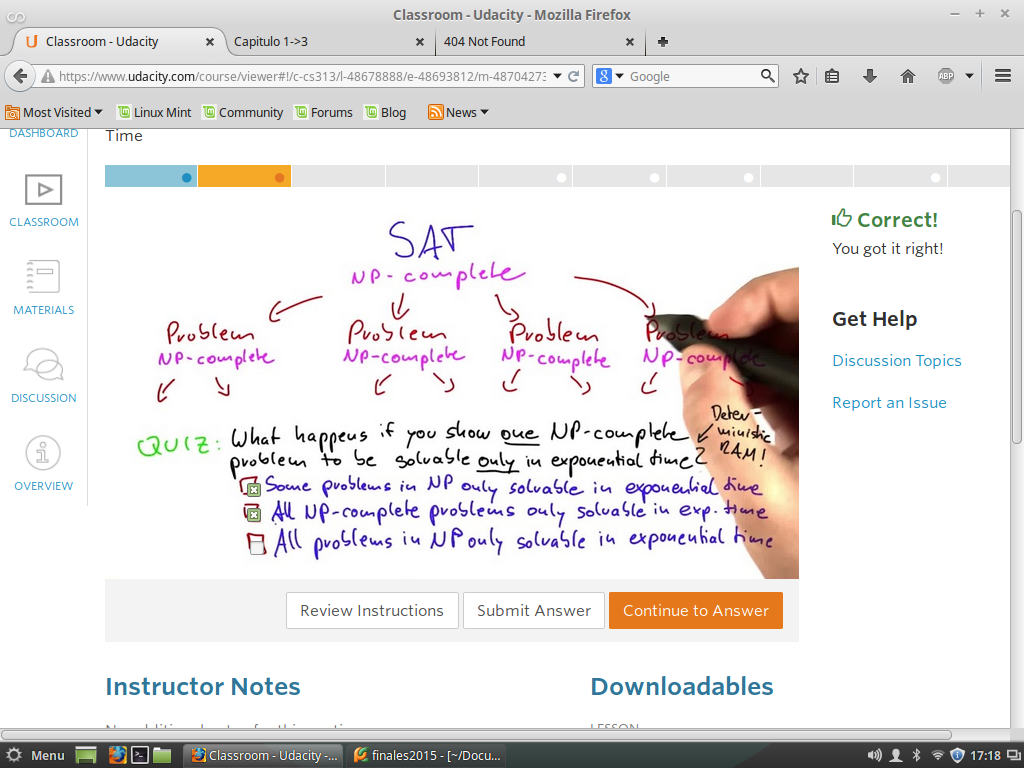 Classroom - Udacity - Mozilla Firefox
Classroom - Udacity
Capitulo 1->3
404 Not Found
https://www.udacity.com/course/viewer#!/c-cs313/l-48678888/e-48693812/m-48704273
Google
ABP
Most Visited
Linux Mint
Community
Forums
Blog
News
DASHBOARD
CLASSROOM
MATERIALS
DISCUSSION
OVERVIEW
Time
SAT
NP-complete
Problem Problem Problem Problem
NP-complete NP-complete NP-complete NP-complete
QUIZ: What happens if you show one NP-complete
problem to be solvable only in exponential time?
Deter-
ministic
RAM!
Some problems in NP only solvable in exponential time
All NP-complete problems only solvable in exp. time
All problems in NP only solvable in exponential time
Review Instructions
Submit Answer
Continue to Answer
Correct!
You got it right!
Get Help
Discussion Topics
Report an Issue
Instructor Notes
Downloadables
LESSON
Menu
Classroom - Udacity -...
finales2015 - [~/Docu...
17:18